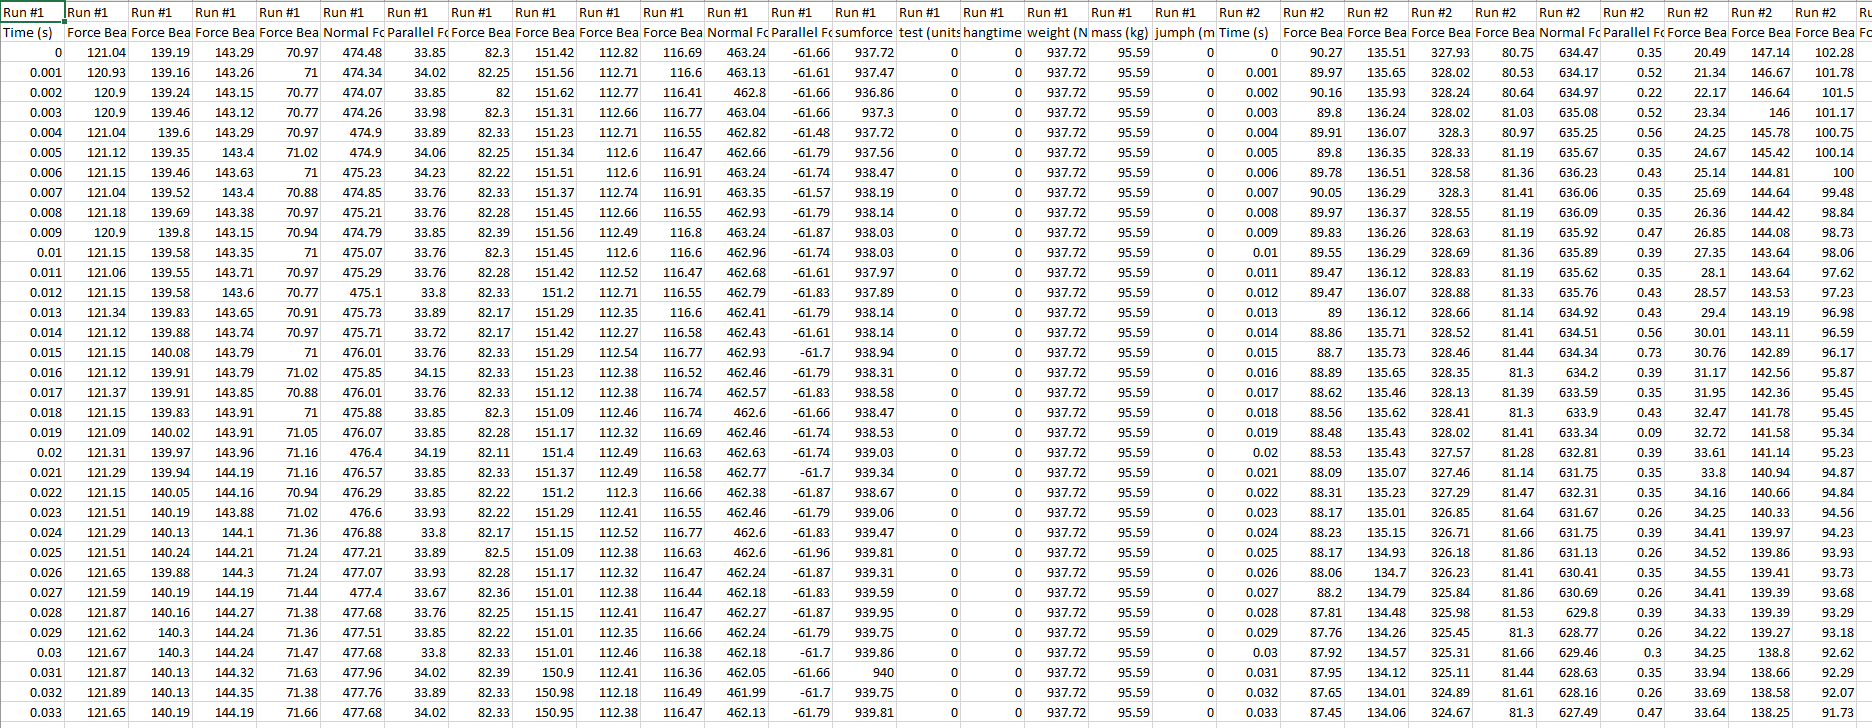 Run #1 Run #1 Run #1 Run #1 Run #1 Run #1 Run #1 Run #1 Run #1 Run #1 Run #1 Run #1 Run #1 Run #1 Run #1 Run #1 Run #1 Run #1 Run #1 Run #2 Run #2 Run #2 Run #2 Run #2 Run #2 Run #2 Run #2 Run #2 Run #2 Ru
Time (s) Force Bea Force Bea Force Bea Force Bea Normal Fo Parallel Fo Force Bea Force Bea Force Bea Force Bea Normal Fo Parallel Fo sumforce test (units hangtime weight (N mass (kg) jumph (m Time (s) Force Bea Force Bea Force Bea Force Bea Normal Fo Parallel Fo Force Bea Force Bea Force Bea Fo
0 121.04 139.19 143.29 70.97 474.48 33.85 82.3 151.42 112.82 116.69 463.24 -61.66 937.72 0 0 937.72 95.59 0 0 90.27 135.51 327.93 80.75 634.47 0.35 20.49 147.14 102.28
0.001 120.93 139.16 143.26 71 474.34 34.02 82.25 151.56 112.71 116.6 463.13 -61.61 937.47 0 0 937.72 95.59 0 0.001 89.97 135.65 328.02 80.53 634.17 0.52 21.34 146.67 101.78
0.002 120.9 139.24 143.15 70.77 474.07 33.85 82 151.62 112.77 116.41 462.8 -61.66 936.86 0 0 937.72 95.59 0 0.002 90.16 135.93 328.24 80.64 634.97 0.22 22.17 146.64 101.5
0.003 120.9 139.46 143.12 70.77 474.26 33.98 82.3 151.31 112.66 116.77 463.04 -61.66 937.3 0 0 937.72 95.59 0 0.003 89.8 136.24 328.02 81.03 635.08 0.52 23.34 146 101.17
0.004 121.04 139.6 143.29 70.97 474.9 33.89 82.33 151.23 112.71 116.55 462.82 -61.48 937.72 0 0 937.72 95.59 0 0.004 89.91 136.07 328.3 80.97 635.25 0.56 24.25 145.78 100.75
0.005 121.12 139.35 143.4 71.02 474.9 34.06 82.25 151.34 112.6 116.47 462.66 -61.79 937.56 0 0 937.72 95.59 0 0.005 89.8 136.35 328.33 81.19 635.67 0.35 24.67 145.42 100.14
0.006 121.15 139.46 143.63 71 475.23 34.23 82.22 151.51 112.6 116.91 463.24 -61.74 938.47 0 0 937.72 95.59 0 0.006 89.78 136.51 328.58 81.36 636.23 0.43 25.14 144.81 100
0.007 121.04 139.52 143.4 70.88 474.85 33.76 82.33 151.37 112.74 116.91 463.35 -61.57 938.19 0 0 937.72 95.59 0 0.007 90.05 136.29 328.3 81.41 636.06 0.35 25.69 144.64 99.48
0.008 121.18 139.69 143.38 70.97 475.21 33.76 82.28 151.45 112.66 116.55 462.93 -61.79 938.14 0 0 937.72 95.59 0 0.008 89.97 136.37 328.55 81.19 636.09 0.35 26.36 144.42 98.84
0.009 120.9 139.8 143.15 70.94 474.79 33.85 82.39 151.56 112.49 116.8 463.24 -61.87 938.03 0 0 937.72 95.59 0 0.009 89.83 136.26 328.63 81.19 635.92 0.47 26.85 144.08 98.73
0.01 121.15 139.58 143.35 71 475.07 33.76 82.3 151.45 112.6 116.6 462.96 -61.74 938.03 0 0 937.72 95.59 0 0.01 89.55 136.29 328.69 81.36 635.89 0.39 27.35 143.64 98.06
0.011 121.06 139.55 143.71 70.97 475.29 33.76 82.28 151.42 112.52 116.47 462.68 -61.61 937.97 0 0 937.72 95.59 0 0.011 89.47 136.12 328.83 81.19 635.62 0.35 28.1 143.64 97.62
0.012 121.15 139.58 143.6 70.77 475.1 33.8 82.33 151.2 112.71 116.55 462.79 -61.83 937.89 0 0 937.72 95.59 0 0.012 89.47 136.07 328.88 81.33 635.76 0.43 28.57 143.53 97.23
0.013 121.34 139.83 143.65 70.91 475.73 33.89 82.17 151.29 112.35 116.6 462.41 -61.79 938.14 0 0 937.72 95.59 0 0.013 89 136.12 328.66 81.14 634.92 0.43 29.4 143.19 96.98
0.014 121.12 139.88 143.74 70.97 475.71 33.72 82.17 151.42 112.27 116.58 462.43 -61.61 938.14 0 0 937.72 95.59 0 0.014 88.86 135.71 328.52 81.41 634.51 0.56 30.01 143.11 96.59
0.015 121.15 140.08 143.79 71 476.01 33.76 82.33 151.29 112.54 116.77 462.93 -61.7 938.94 0 0 937.72 95.59 0 0.015 88.7 135.73 328.46 81.44 634.34 0.73 30.76 142.89 96.17
0.016 121.12 139.91 143.79 71.02 475.85 34.15 82.33 151.23 112.38 116.52 462.46 -61.79 938.31 0 0 937.72 95.59 0 0.016 88.89 135.65 328.35 81.3 634.2 0.39 31.17 142.56 95.87
0.017 121.37 139.91 143.85 70.88 476.01 33.76 82.33 151.12 112.38 116.74 462.57 -61.83 938.58 0 0 937.72 95.59 0 0.017 88.62 135.46 328.13 81.39 633.59 0.35 31.95 142.36 95.45
0.018 121.15 139.83 143.91 71 475.88 33.85 82.3 151.09 112.46 116.74 462.6 -61.66 938.47 0 0 937.72 95.59 0 0.018 88.56 135.62 328.41 81.3 633.9 0.43 32.47 141.78 95.45
0.019 121.09 140.02 143.91 71.05 476.07 33.85 82.28 151.17 112.32 116.69 462.46 -61.74 938.53 0 0 937.72 95.59 0 0.019 88.48 135.43 328.02 81.41 633.34 0.09 32.72 141.58 95.34
0.02 121.31 139.97 143.96 71.16 476.4 34.19 82.11 151.4 112.49 116.63 462.63 -61.74 939.03 0 0 937.72 95.59 0 0.02 88.53 135.43 327.57 81.28 632.81 0.39 33.61 141.14 95.23
0.021 121.29 139.94 144.19 71.16 476.57 33.85 82.33 151.37 112.49 116.58 462.77 -61.7 939.34 0 0 937.72 95.59 0 0.021 88.09 135.07 327.46 81.14 631.75 0.35 33.8 140.94 94.87
0.022 121.15 140.05 144.16 70.94 476.29 33.85 82.22 151.2 112.3 116.66 462.38 -61.87 938.67 0 0 937.72 95.59 0 0.022 88.31 135.23 327.29 81.47 632.31 0.35 34.16 140.66 94.84
0.023 121.51 140.19 143.88 71.02 476.6 33.93 82.22 151.29 112.41 116.55 462.46 -61.79 939.06 0 0 937.72 95.59 0 0.023 88.17 135.01 326.85 81.64 631.67 0.26 34.25 140.33 94.56
0.024 121.29 140.13 144.1 71.36 476.88 33.8 82.17 151.15 112.52 116.77 462.6 -61.83 939.47 0 0 937.72 95.59 0 0.024 88.23 135.15 326.71 81.66 631.75 0.39 34.41 139.97 94.23
0.025 121.51 140.24 144.21 71.24 477.21 33.89 82.5 151.09 112.38 116.63 462.6 -61.96 939.81 0 0 937.72 95.59 0 0.025 88.17 134.93 326.18 81.86 631.13 0.26 34.52 139.86 93.93
0.026 121.65 139.88 144.3 71.24 477.07 33.93 82.28 151.17 112.32 116.47 462.24 -61.87 939.31 0 0 937.72 95.59 0 0.026 88.06 134.7 326.23 81.41 630.41 0.35 34.55 139.41 93.73
0.027 121.59 140.19 144.19 71.44 477.4 33.67 82.36 151.01 112.38 116.44 462.18 -61.83 939.59 0 0 937.72 95.59 0 0.027 88.2 134.79 325.84 81.86 630.69 0.26 34.41 139.39 93.68
0.028 121.87 140.16 144.27 71.38 477.68 33.76 82.25 151.15 112.41 116.47 462.27 -61.87 939.95 0 0 937.72 95.59 0 0.028 87.81 134.48 325.98 81.53 629.8 0.39 34.33 139.39 93.29
0.029 121.62 140.3 144.24 71.36 477.51 33.85 82.22 151.01 112.35 116.66 462.24 -61.79 939.75 0 0 937.72 95.59 0 0.029 87.76 134.26 325.45 81.3 628.77 0.26 34.22 139.27 93.18
0.03 121.67 140.3 144.24 71.47 477.68 33.8 82.33 151.01 112.46 116.38 462.18 -61.7 939.86 0 0 937.72 95.59 0 0.03 87.92 134.57 325.31 81.66 629.46 0.3 34.25 138.8 92.62
0.031 121.87 140.13 144.32 71.63 477.96 34.02 82.39 150.9 112.41 116.36 462.05 -61.66 940 0 0 937.72 95.59 0 0.031 87.95 134.12 325.11 81.44 628.63 0.35 33.94 138.66 92.29
0.032 121.89 140.13 144.35 71.38 477.76 33.89 82.33 150.98 112.18 116.49 461.99 -61.7 939.75 0 0 937.72 95.59 0 0.032 87.65 134.01 324.89 81.61 628.16 0.26 33.69 138.58 92.07
0.033 121.65 140.19 144.19 71.66 477.68 34.02 82.33 150.95 112.38 116.47 462.13 -61.79 939.81 0 0 937.72 95.59 0 0.033 87.45 134.06 324.67 81.3 627.49 0.47 33.64 138.25 91.73